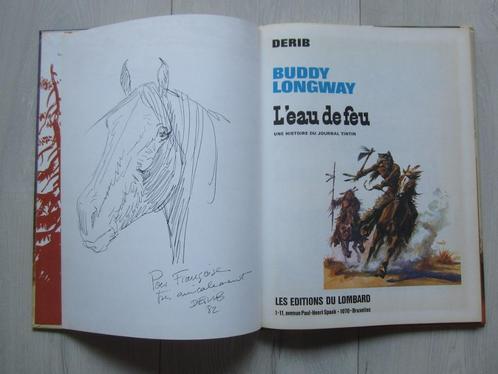 Pour Françoise
très amicalement
DERIB
82
DERIB
BUDDY
LONGWAY
L'eau de feu
UNE HISTOIRE DU JOURNAL TINTIN
LES EDITIONS DU LOMBARD
1-11, avenue Paul-Henri Spaak • 1070-Bruxelles